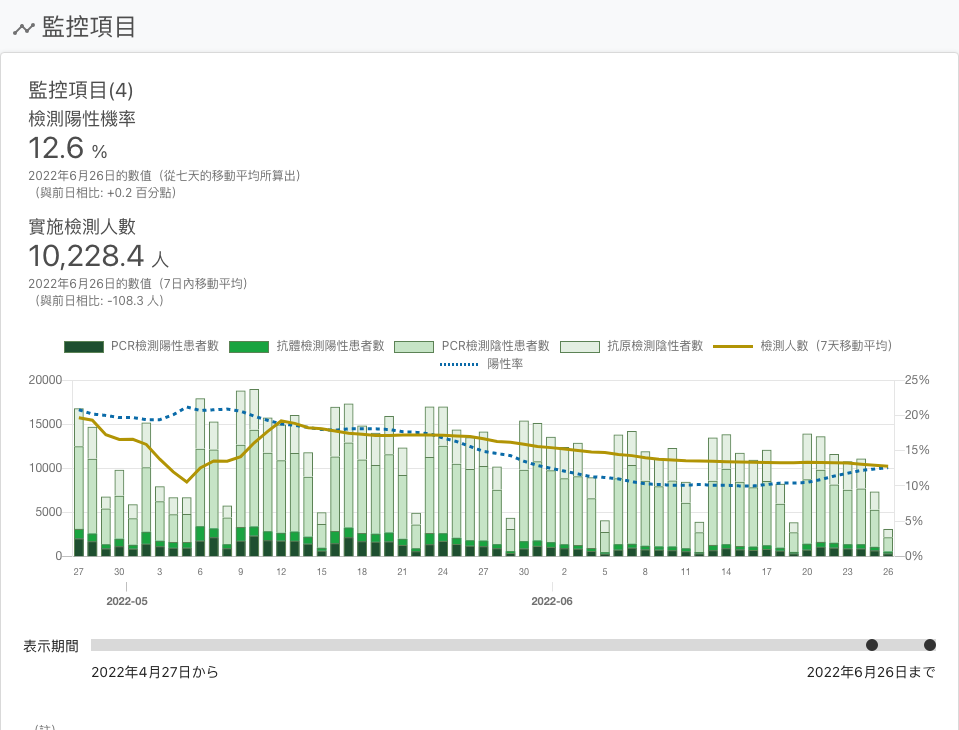 監控項目
監控項目(4)
檢測陽性機率
12.6 %
2022年6月26日的數值（從七天的移動平均所算出）
（與前日相比: +0.2 百分點）
實施檢測人數
10,228.4 人
2022年6月26日的數值（7日內移動平均）
（與前日相比: -108.3 人）
PCR檢測陽性患者數 抗體檢測陽性患者數 PCR檢測陰性患者數 抗原檢測陰性者數 檢測人數（7天移動平均）
陽性率
20000 25%
20%
15000
15%
10000
10%
5000
5%
0 0%
27 30 3 6 9 12 15 18 21 24 27 30 2 5 8 11 14 17 20 23 26
2022-05 2022-06
表示期間
2022年4月27日から 2022年6月26日まで
（註）